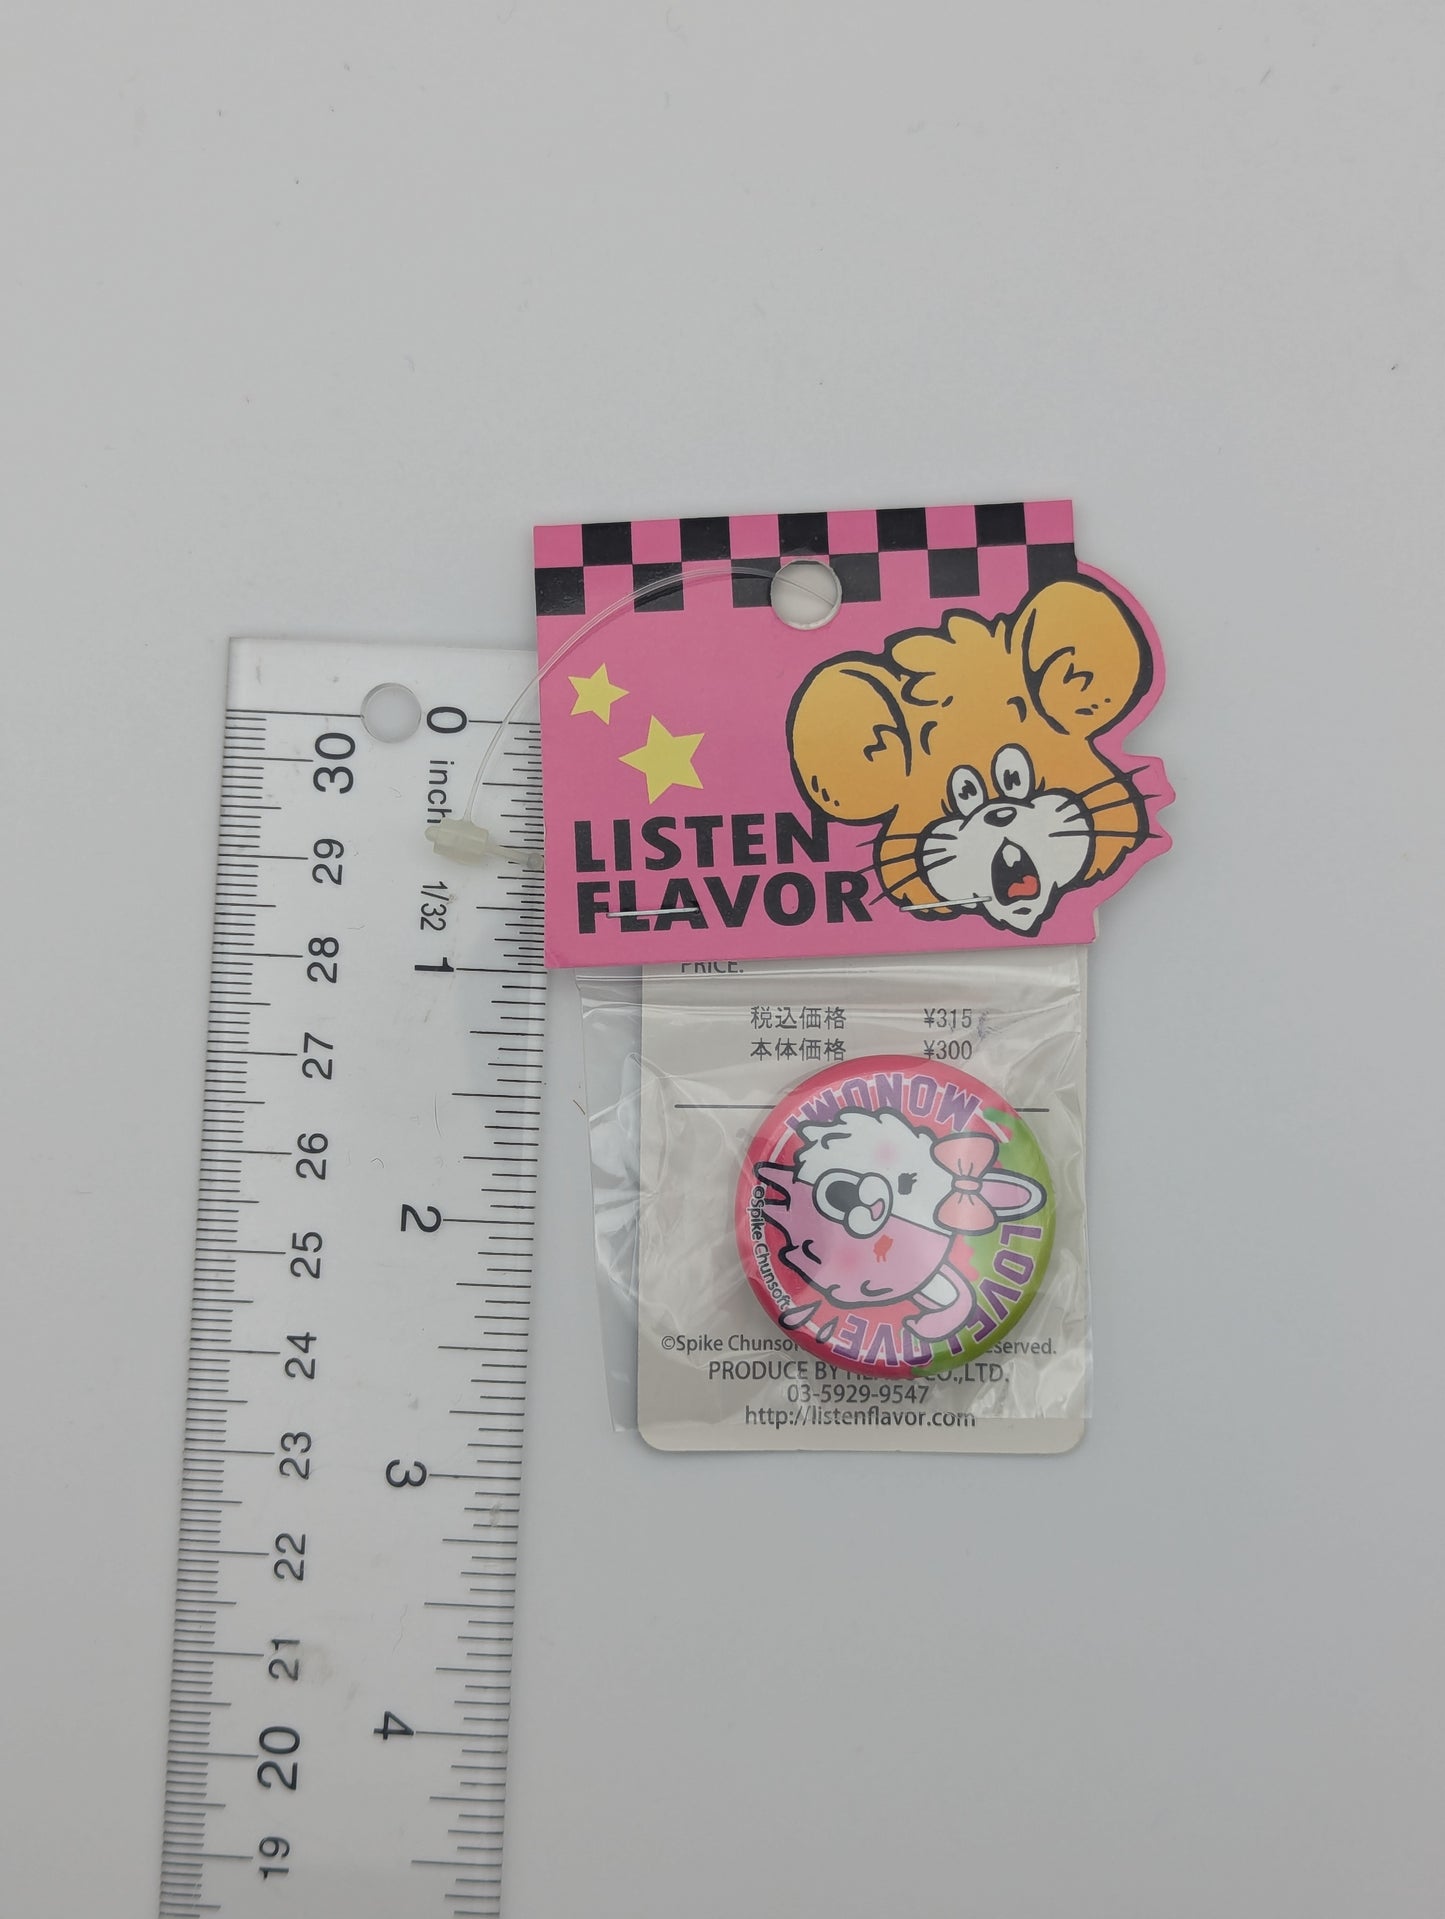 LISTEN
FLAVOR
PRICE:
税込価格 ¥315
本体価格 ¥300
MONOMI
LOVE LOVE
©Spike Chunsoft
©Spike Chunso served.
PRODUCE BY CO.,LTD.
03-5929-9547
http://listenflavor.com
0 inch
1/32
1
2
3
4
30
29
28
27
26
25
24
23
22
21
20
19